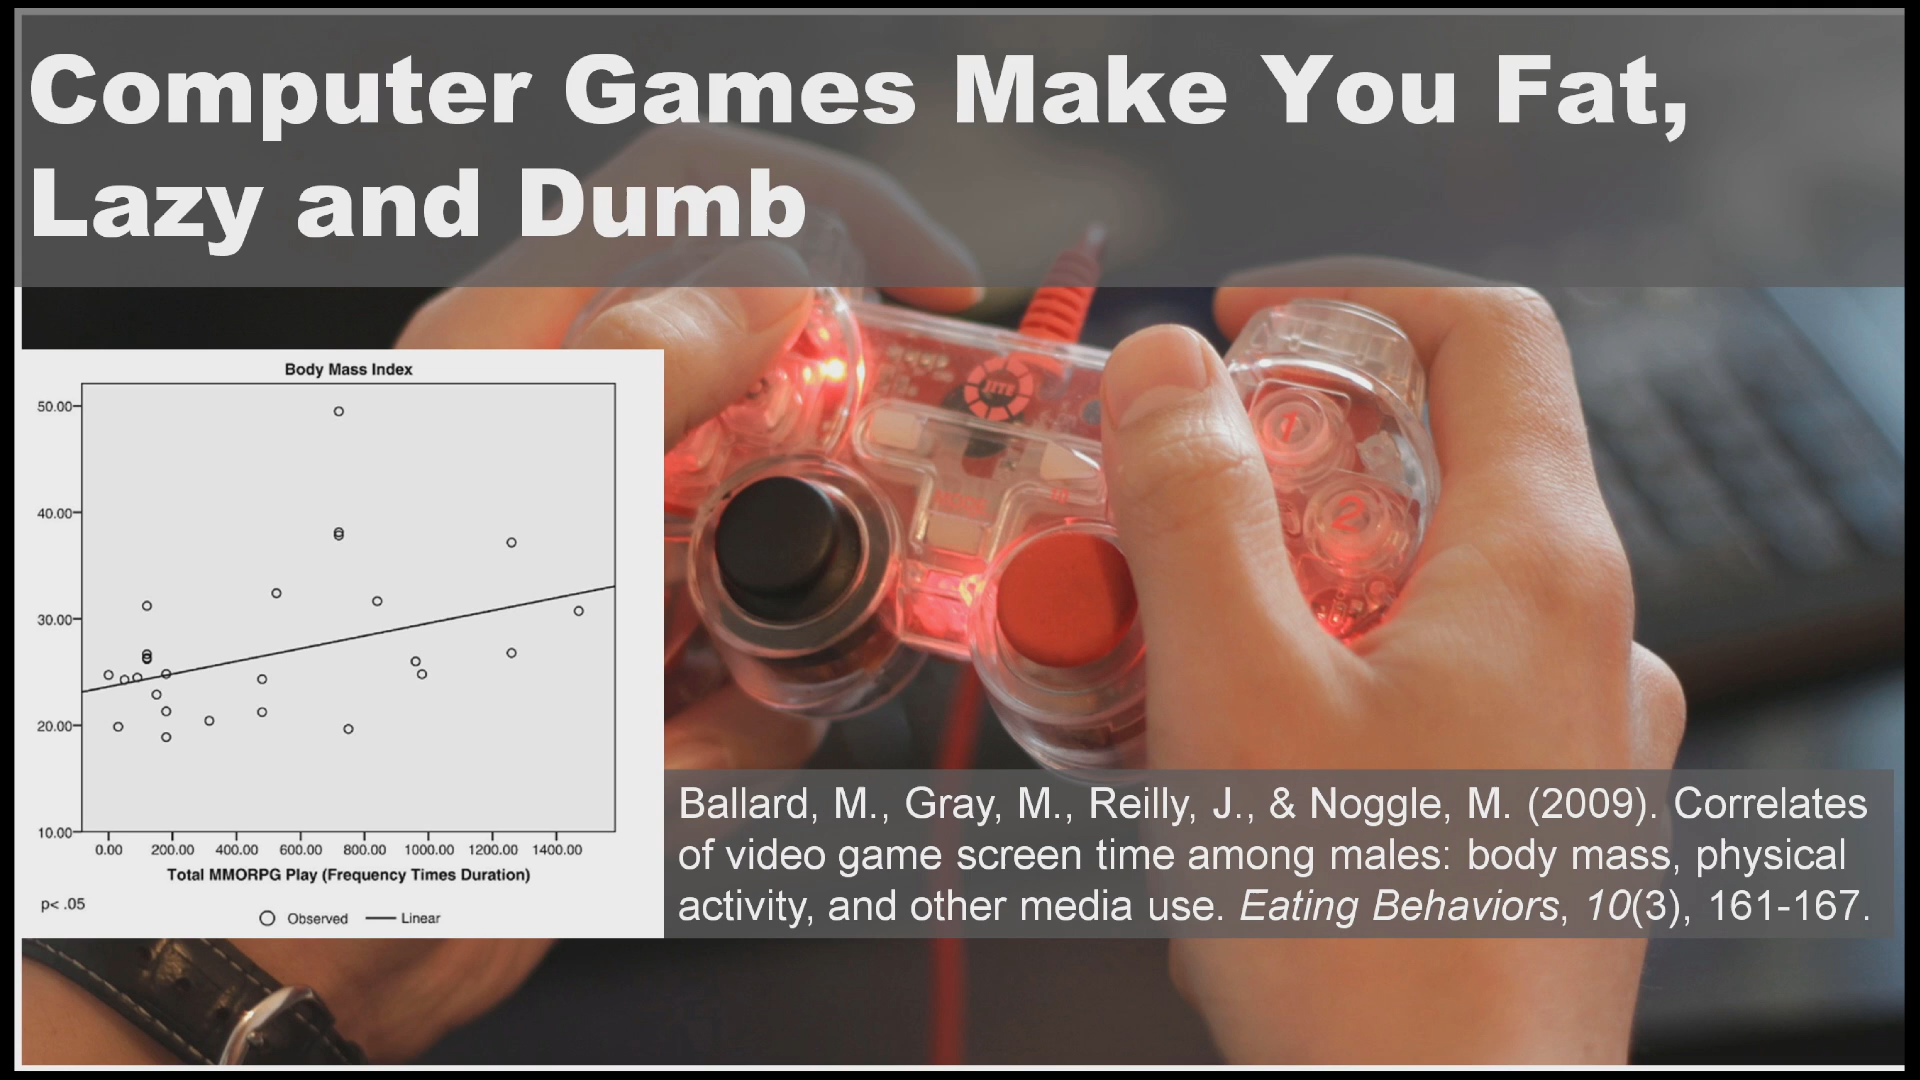 Computer Games Make You Fat,
Lazy and Dumb
Body Mass Index
50.00
40.00
30.00
20.00
10.00
0.00 200.00 400.00 600.00 800.00 1000.00 1200.00 1400.00
Total MMORPG Play (Frequency Times Duration)
p< .05
Observed Linear
1
2
Ballard, M., Gray, M., Reilly, J., & Noggle, M. (2009). Correlates
of video game screen time among males: body mass, physical
activity, and other media use. Eating Behaviors, 10(3), 161-167.